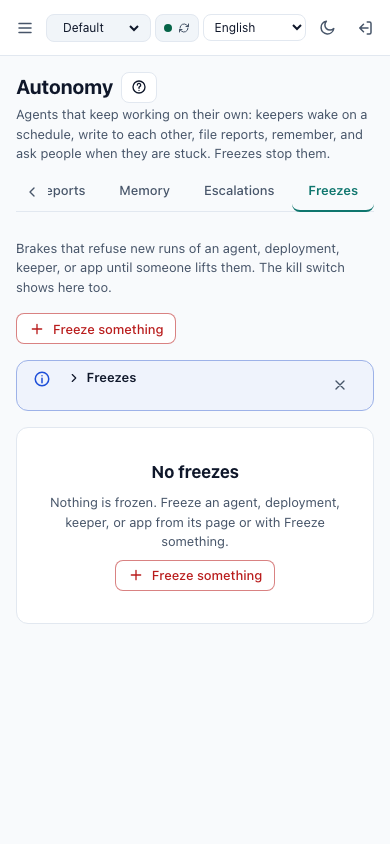 Default
English
Autonomy
Agents that keep working on their own: keepers wake on a
schedule, write to each other, file reports, remember, and
ask people when they are stuck. Freezes stop them.
eports
Memory
Escalations
Freezes
Brakes that refuse new runs of an agent, deployment,
keeper, or app until someone lifts them. The kill switch
shows here too.
Freeze something
Freezes
No freezes
Nothing is frozen. Freeze an agent, deployment,
keeper, or app from its page or with Freeze
something.
Freeze something